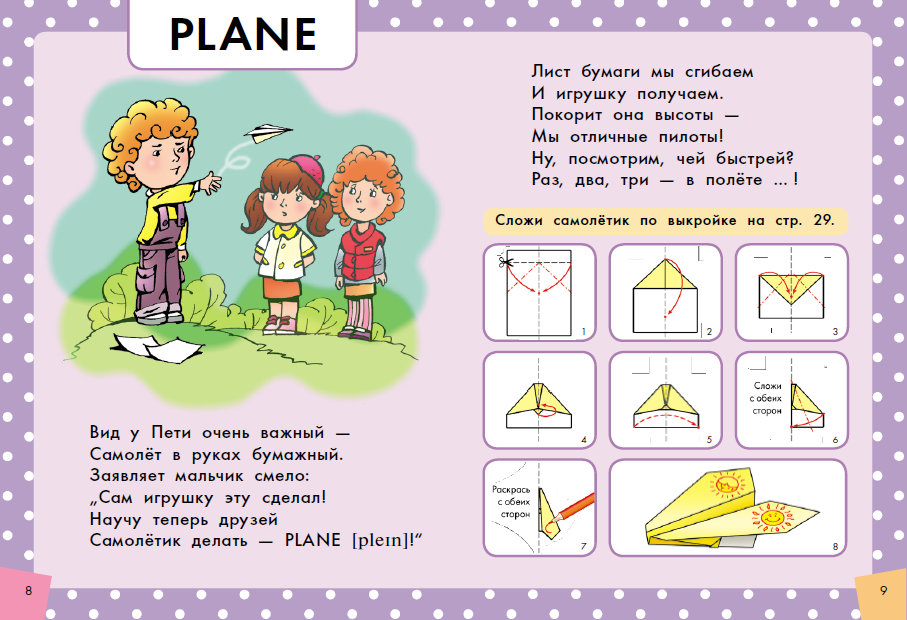 PLANE
Вид у Пети очень важный —
Самолёт в руках бумажный.
Заявляет мальчик смело:
„Сам игрушку эту сделал!
Научу теперь друзей
Самолётик делать — PLANE [pleın]!“
8
Лист бумаги мы сгибаем
И игрушку получаем.
Покорит она высоты —
Мы отличные пилоты!
Ну, посмотрим, чей быстрей?
Раз, два, три — в полёте ... !
Сложи самолётик по выкройке на стр. 29.
1
2
3
4
5
Сложи
с обеих
сторон
6
Раскрась
с обеих
сторон
7
8
9